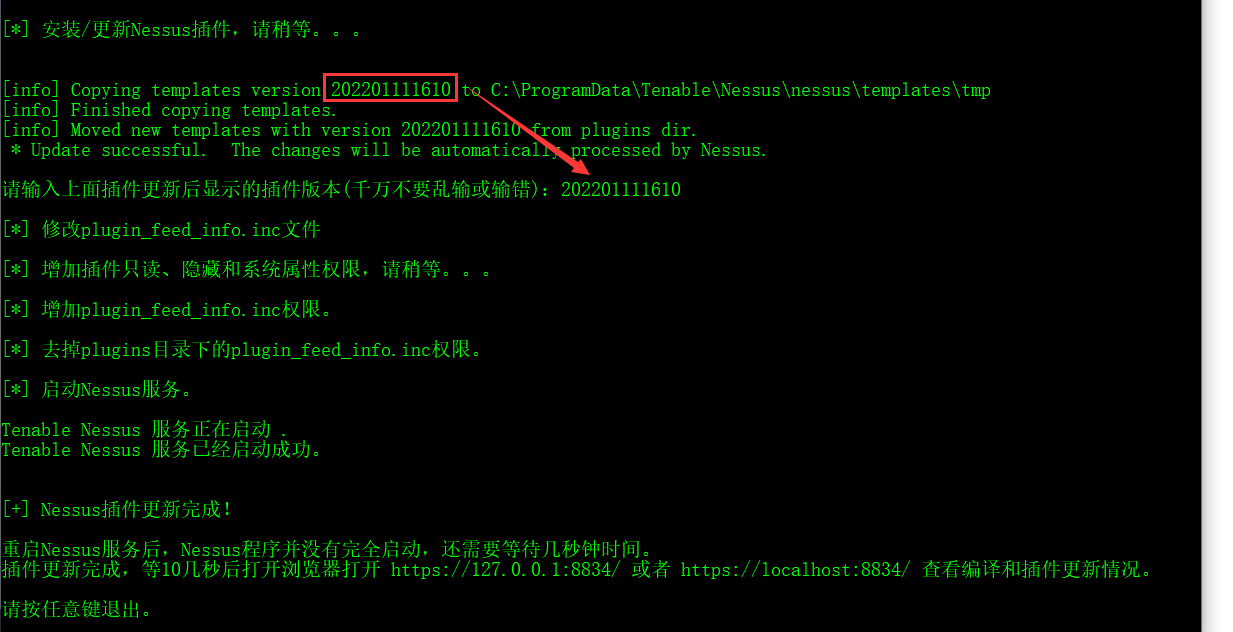 [*] 安装/更新Nessus插件，请稍等。。。
[info] Copying templates version 202201111610 to C:\ProgramData\Tenable\Nessus\nessus\templates\tmp
[info] Finished copying templates.
[info] Moved new templates with version 202201111610 from plugins dir.
* Update successful.  The changes will be automatically processed by Nessus.
请输入上面插件更新后显示的插件版本(千万不要乱输或输错)：202201111610
[*] 修改plugin_feed_info.inc文件
[*] 增加插件只读、隐藏和系统属性权限，请稍等。。。
[*] 增加plugin_feed_info.inc权限。
[*] 去掉plugins目录下的plugin_feed_info.inc权限。
[*] 启动Nessus服务。
Tenable Nessus 服务正在启动 .
Tenable Nessus 服务已经启动成功。
[+] Nessus插件更新完成！
重启Nessus服务后，Nessus程序并没有完全启动，还需要等待几秒钟时间。
插件更新完成，等10几秒后打开浏览器打开 https://127.0.0.1:8834/ 或者 https://localhost:8834/ 查看编译和插件更新情况。
请按任意键退出。